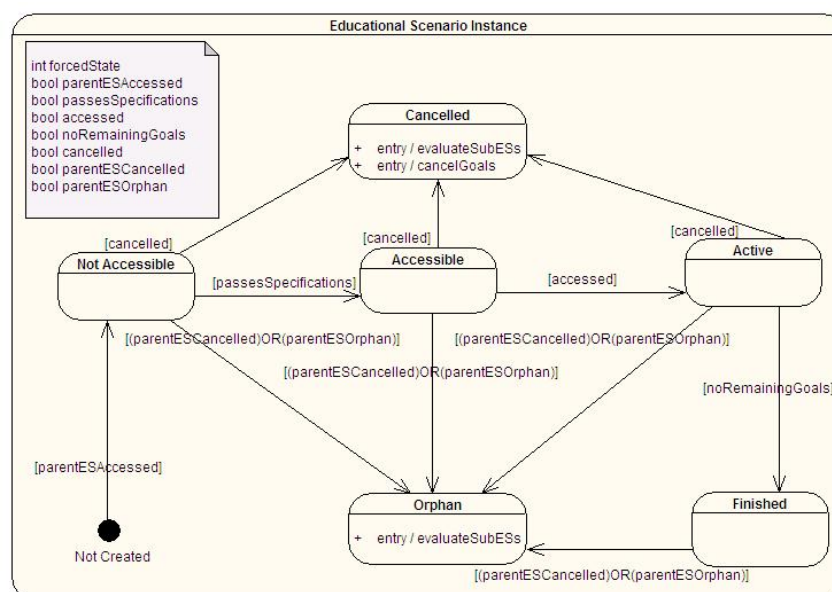 Educational Scenario Instance
int forcedState
bool parentESAccessed
bool passesSpecifications
bool accessed
bool noRemainingGoals
bool cancelled
bool parentESCancelled
bool parentESOrphan
Cancelled
+ entry / evaluateSubESs
+ entry / cancelGoals
[cancelled]
[cancelled]
[cancelled]
Not Accessible
Accessible
Active
[passesSpecifications]
[accessed]
[(parentESCancelled)OR(parentESOrphan)]
[(parentESCancelled)OR(parentESOrphan)]
[(parentESCancelled)OR(parentESOrphan)]
[noRemainingGoals]
[parentESAccessed]
Orphan
+ entry / evaluateSubESs
Finished
Not Created
[(parentESCancelled)OR(parentESOrphan)]